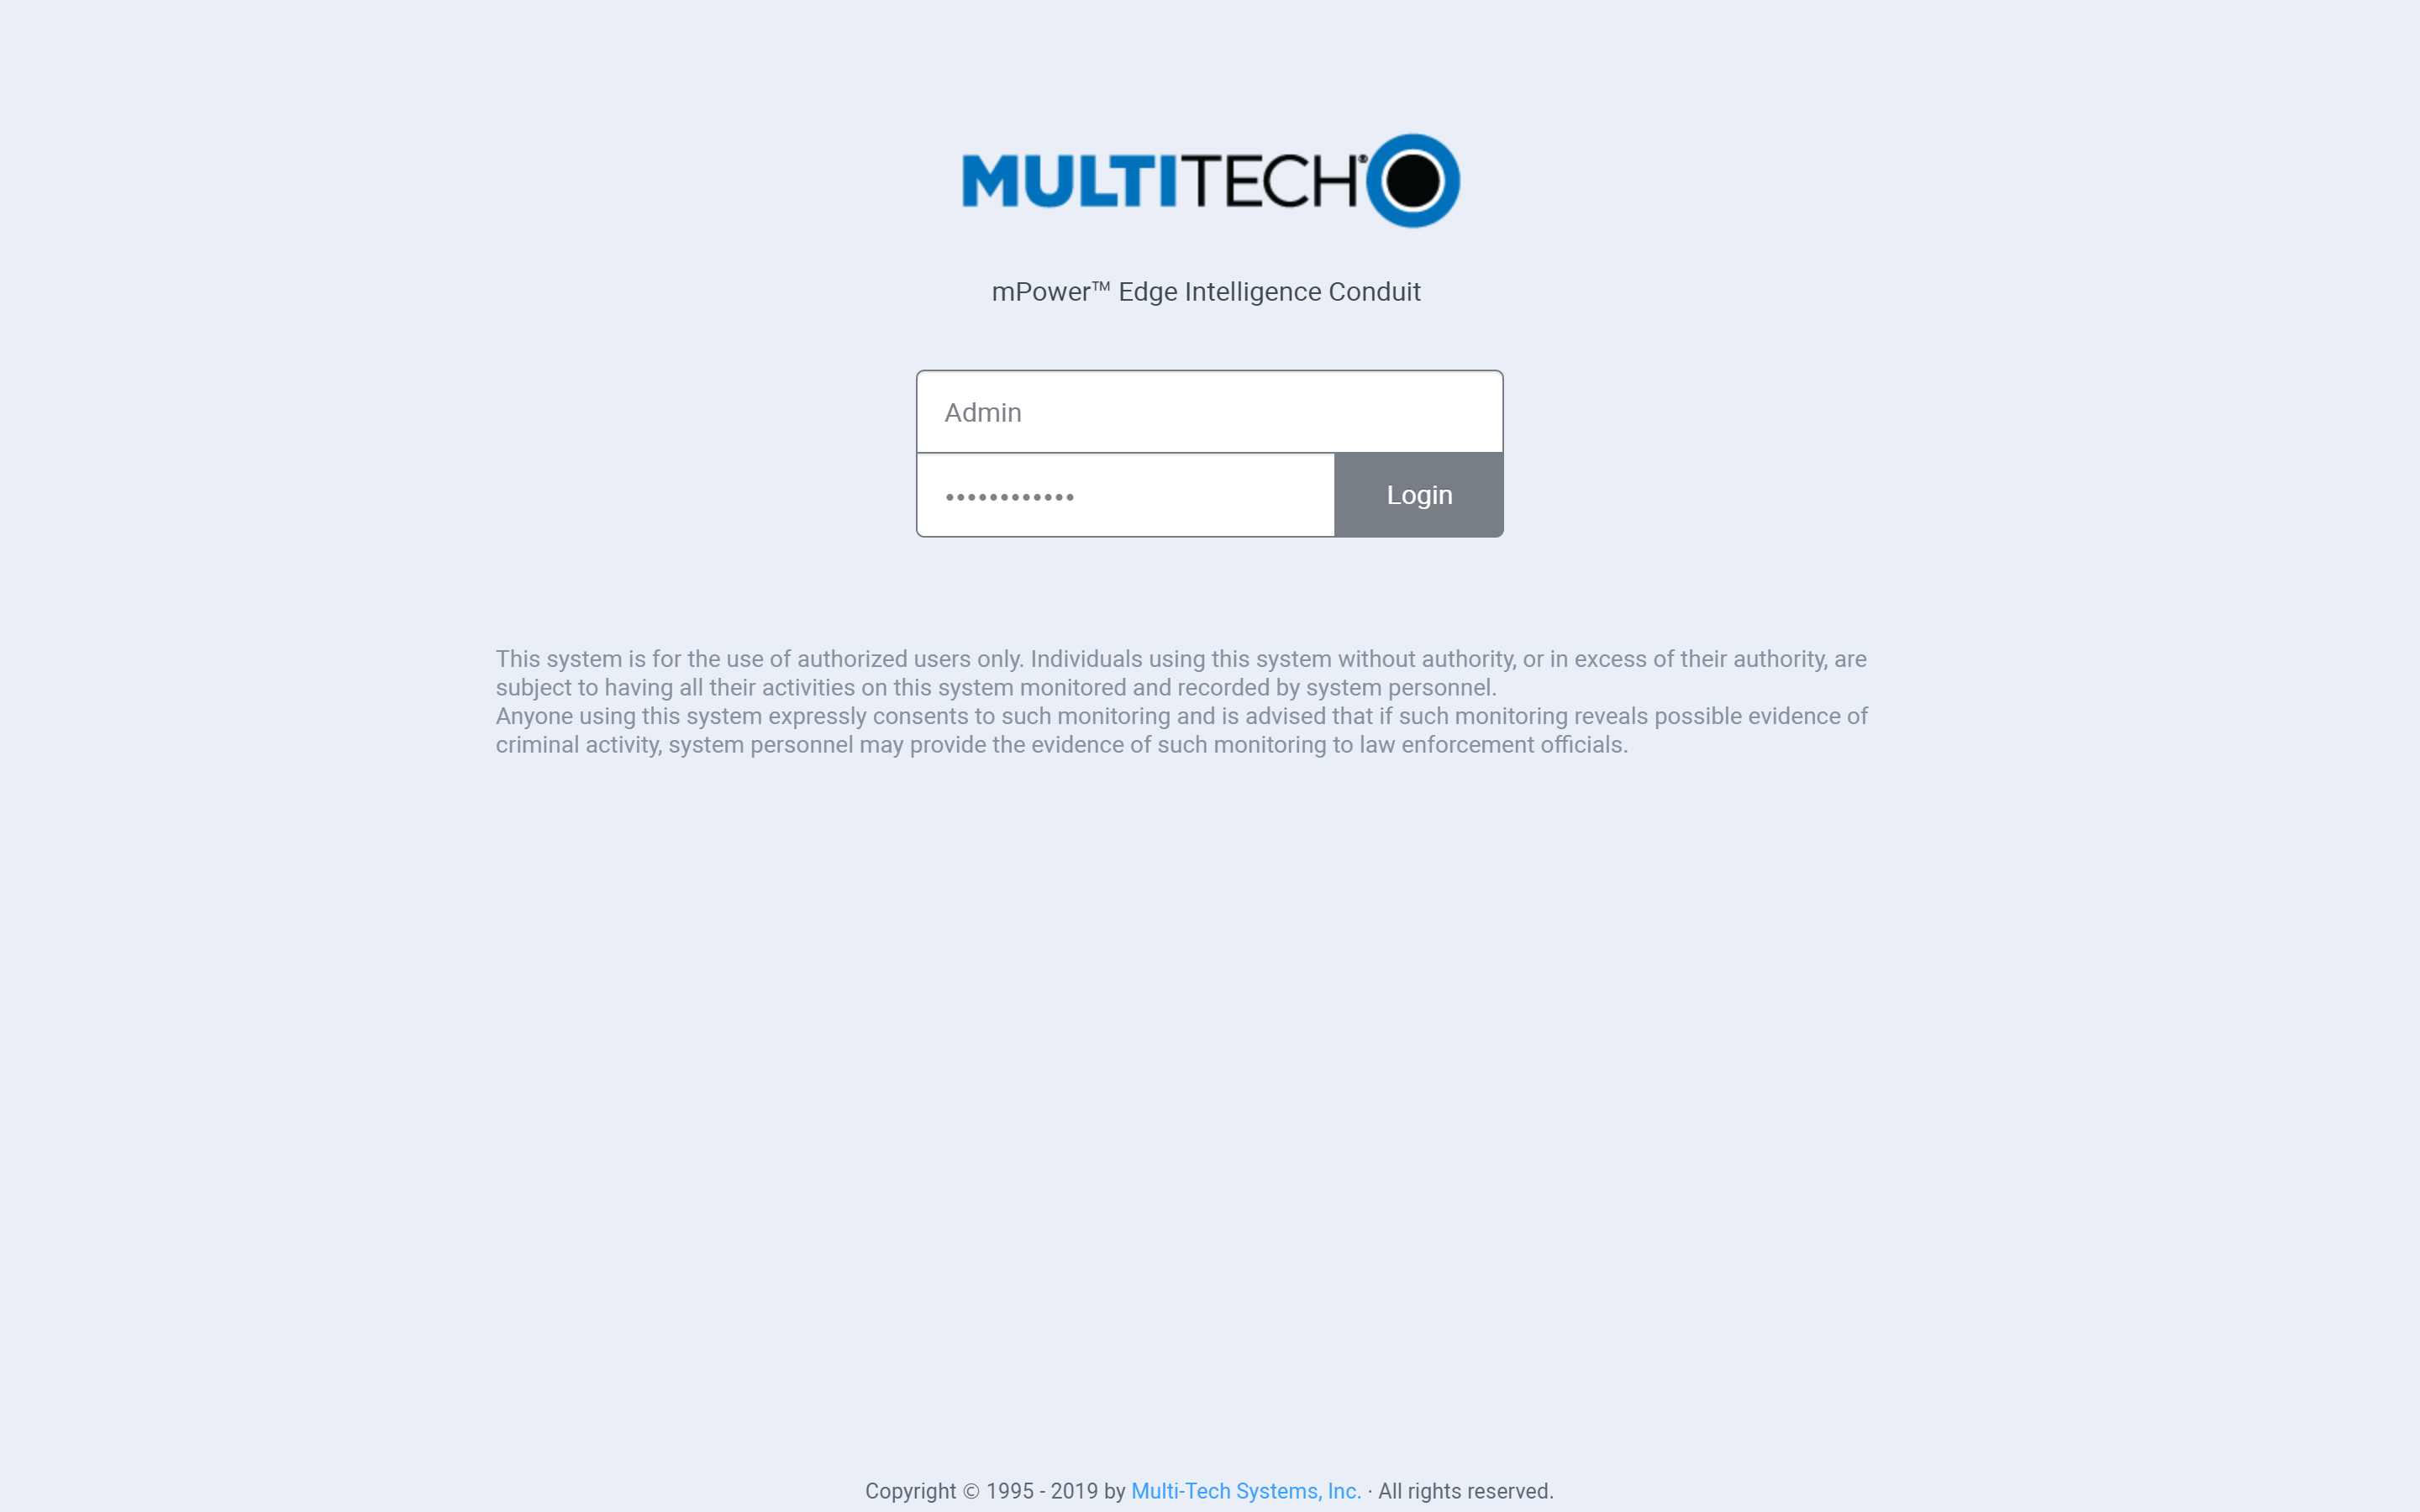 MULTITECH®
mPower™ Edge Intelligence Conduit
Admin
••••••••••••
Login
This system is for the use of authorized users only. Individuals using this system without authority, or in excess of their authority, are
subject to having all their activities on this system monitored and recorded by system personnel.
Anyone using this system expressly consents to such monitoring and is advised that if such monitoring reveals possible evidence of
criminal activity, system personnel may provide the evidence of such monitoring to law enforcement officials.
Copyright © 1995 - 2019 by Multi-Tech Systems, Inc. · All rights reserved.